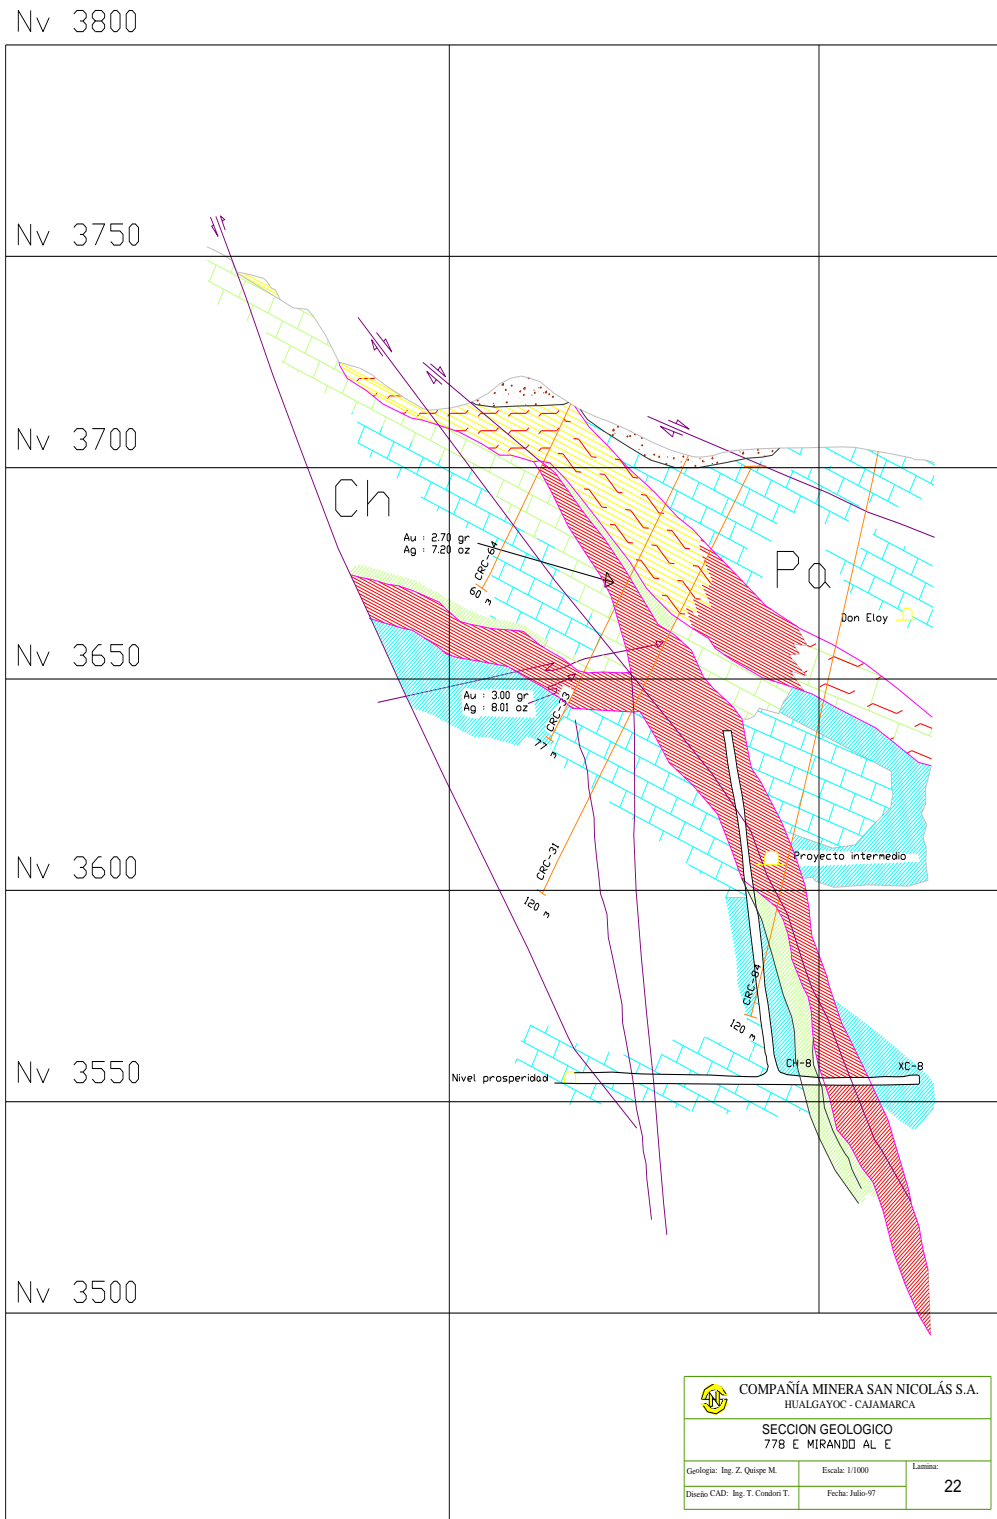 Nv 3800
Nv 3750
Nv 3700
Ch
Au : 2.70 gr
Ag : 7.20 oz
CRC-64
60 m
Pa
Don Eloy
Nv 3650
Au : 3.00 gr
Ag : 8.01 oz
CRC-33
77 m
CRC-31
120 m
Proyecto intermedio
Nv 3600
CRC-84
120 m
CH-8
XC-8
Nivel prosperidad
Nv 3550
Nv 3500
COMPAÑÍA MINERA SAN NICOLÁS S.A.
HUALGAYOC - CAJAMARCA
SECCION GEOLOGICO
778 E MIRANDO AL E
Geología: Ing. Z. Quispe M.
Escala: 1/1000
Lamina:
22
Diseño CAD: Ing. T. Condori T.
Fecha: Julio-97